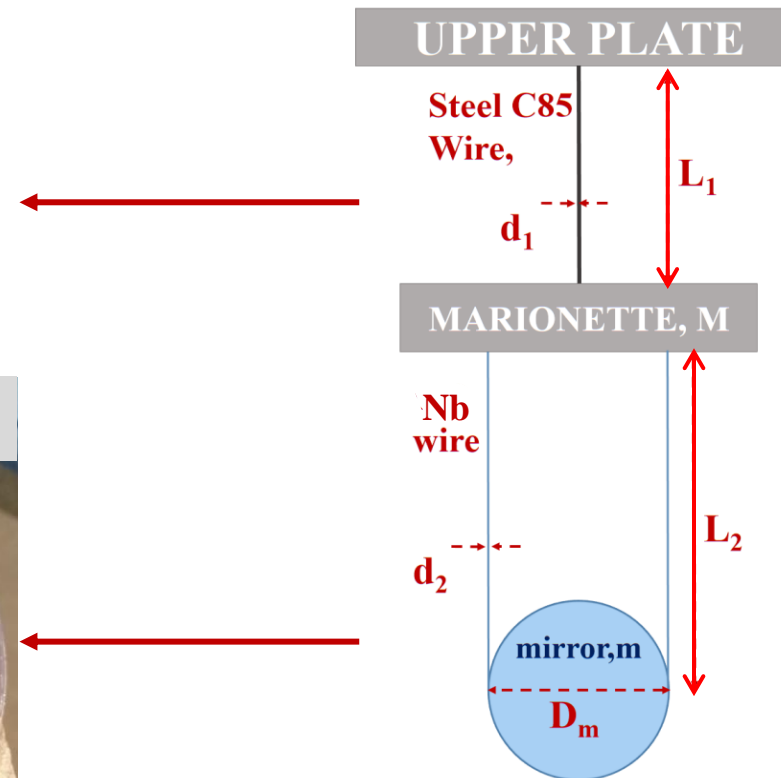 UPPER PLATE
Steel C85
Wire,
L₁
d₁
MARIONETTE, M
Nb
wire
L₂
d₂
mirror,m
Dₘ